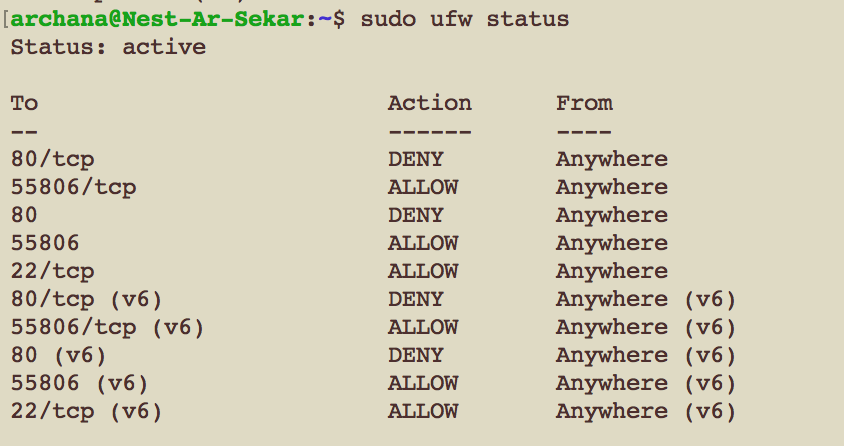 [archana@Nest-Ar-Sekar:~$ sudo ufw status
Status: active
To Action From
-- ------ ----
80/tcp DENY Anywhere
55806/tcp ALLOW Anywhere
80 DENY Anywhere
55806 ALLOW Anywhere
22/tcp ALLOW Anywhere
80/tcp (v6) DENY Anywhere (v6)
55806/tcp (v6) ALLOW Anywhere (v6)
80 (v6) DENY Anywhere (v6)
55806 (v6) ALLOW Anywhere (v6)
22/tcp (v6) ALLOW Anywhere (v6)